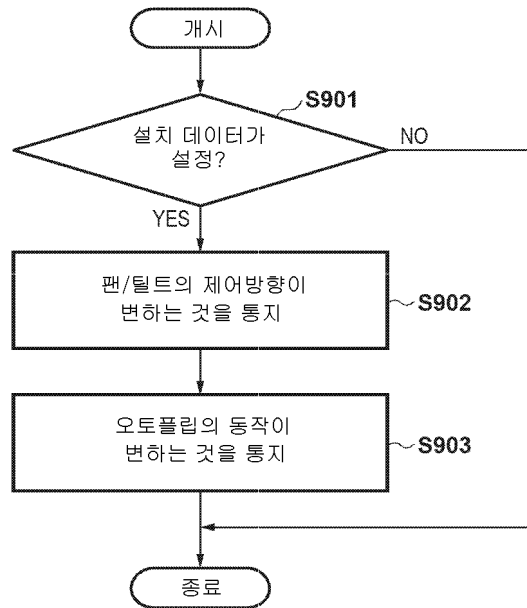 개시
S901
설치 데이터가
설정?
NO
YES
팬/틸트의 제어방향이
변하는 것을 통지
S902
오토플립의 동작이
변하는 것을 통지
S903
종료